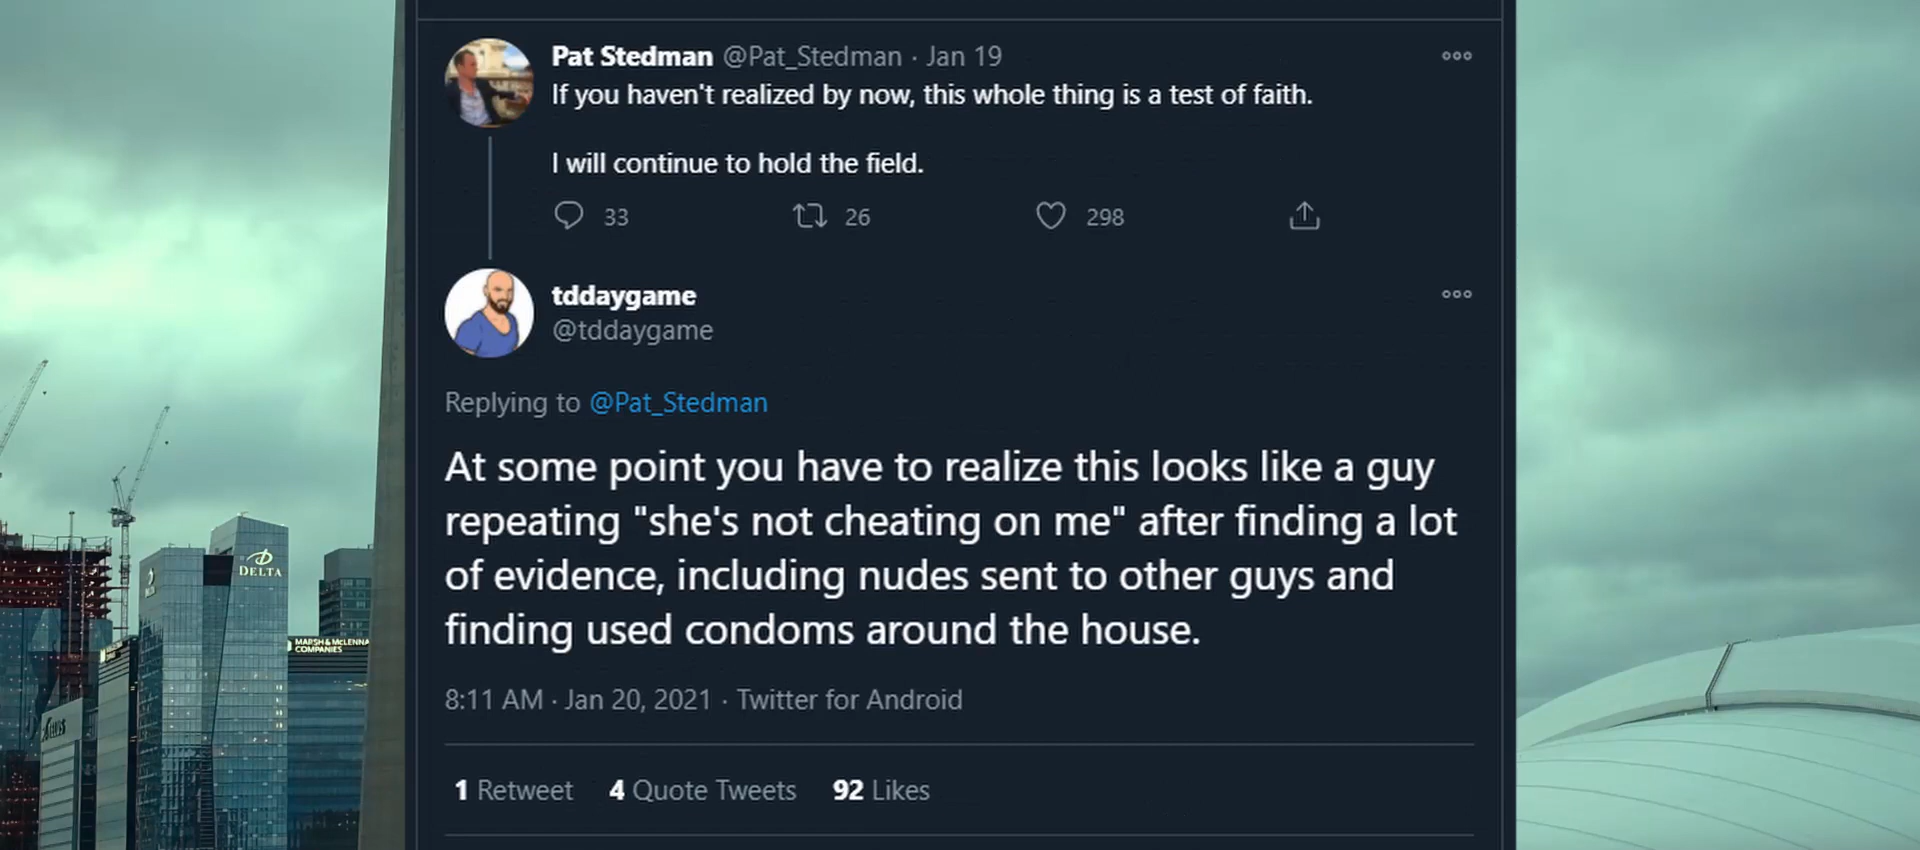 Pat Stedman @Pat_Stedman · Jan 19
If you haven't realized by now, this whole thing is a test of faith.
I will continue to hold the field.
33 26 298
tddaygame
@tddaygame
Replying to @Pat_Stedman
At some point you have to realize this looks like a guy
repeating "she's not cheating on me" after finding a lot
of evidence, including nudes sent to other guys and
finding used condoms around the house.
8:11 AM · Jan 20, 2021 · Twitter for Android
1 Retweet 4 Quote Tweets 92 Likes
DELTA
MARSH & McLENNA
COMPANIES